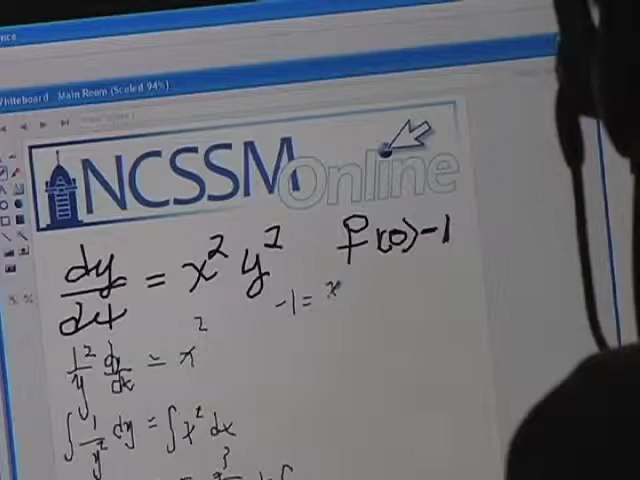 Whiteboard - Main Room (Scaled 94%)
NCSSM Online
dy/dx = x² y² f(0)=-1
-1 = x
1/y² dy/dx = x²
∫ 1/y² dy = ∫ x² dx